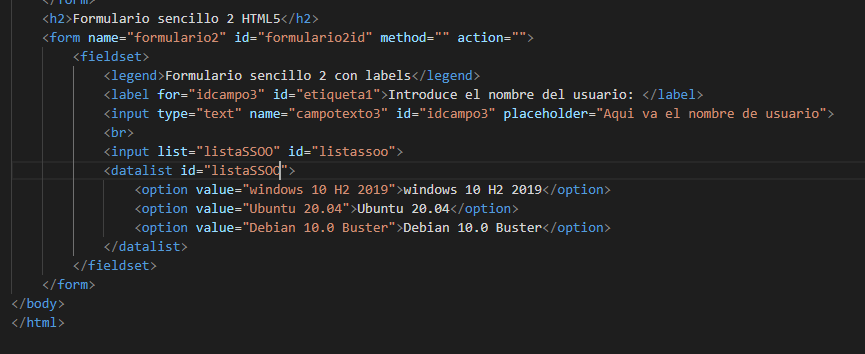 </form>
<h2>Formulario sencillo 2 HTML5</h2>
<form name="formulario2" id="formulario2id" method="" action="">
<fieldset>
<legend>Formulario sencillo 2 con labels</legend>
<label for="idcampo3" id="etiqueta1">Introduce el nombre del usuario: </label>
<input type="text" name="campotexto3" id="idcampo3" placeholder="Aqui va el nombre de usuario">
<br>
<input list="listaSSOO" id="listassoo">
<datalist id="listaSSOO">
<option value="windows 10 H2 2019">windows 10 H2 2019</option>
<option value="Ubuntu 20.04">Ubuntu 20.04</option>
<option value="Debian 10.0 Buster">Debian 10.0 Buster</option>
</datalist>
</fieldset>
</form>
</body>
</html>